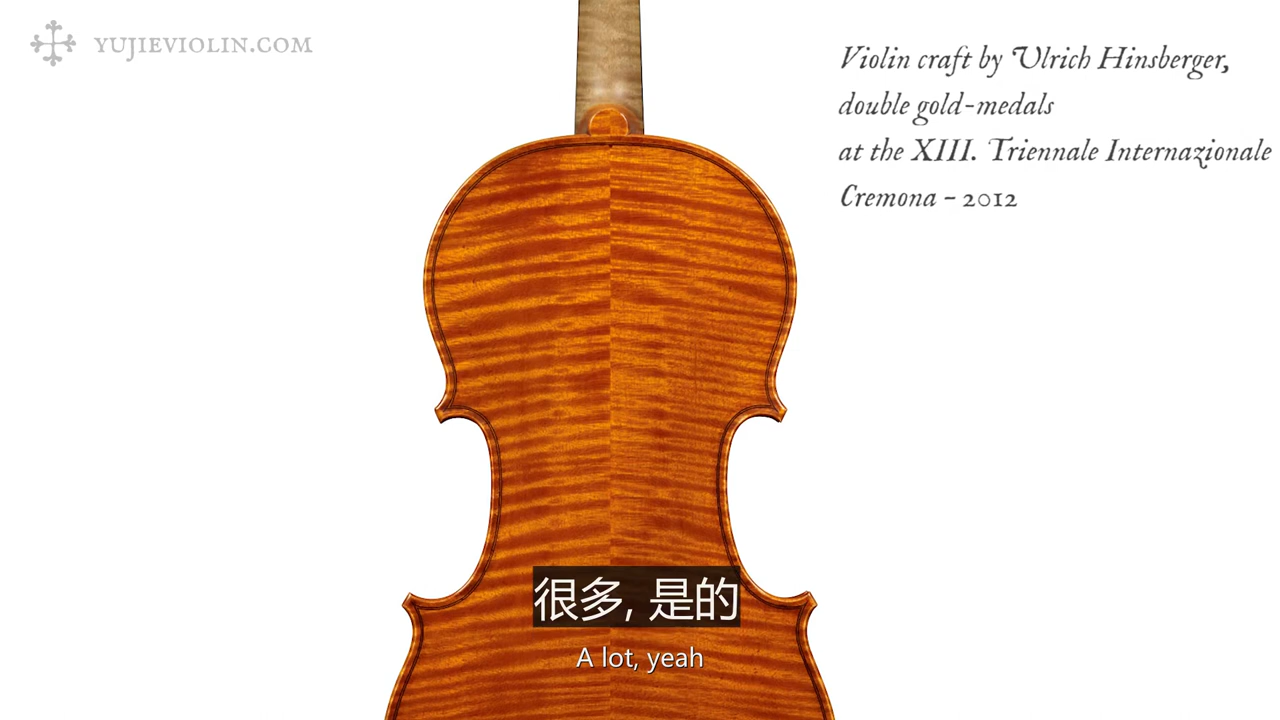 YUJIEVIOLIN.COM
Violin craft by Ulrich Hinsberger,
double gold-medals
at the XIII. Triennale Internazionale
Cremona - 2012
很多, 是的
A lot, yeah